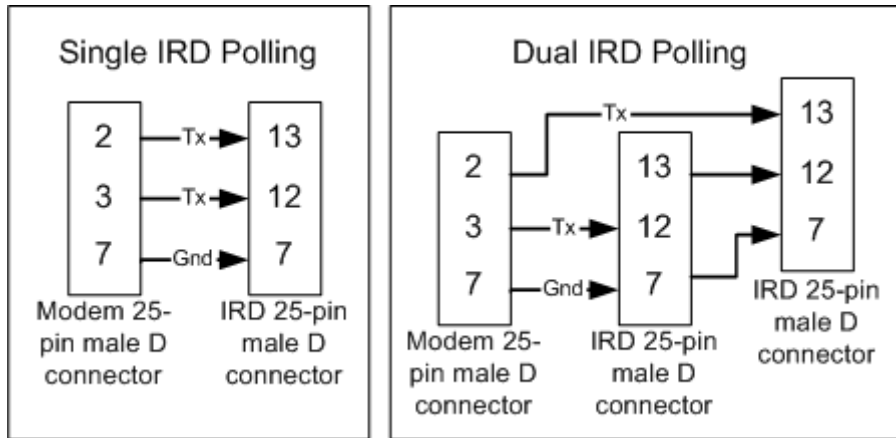 Single IRD Polling
2 Tx 13
3 Tx 12
7 Gnd 7
Modem 25-
pin male D
connector
IRD 25-pin
male D
connector
Dual IRD Polling
2
3
7
Tx
Tx
Gnd
Modem 25-
pin male D
connector
13
12
7
IRD 25-pin
male D
connector
13
12
7
IRD 25-pin
male D
connector